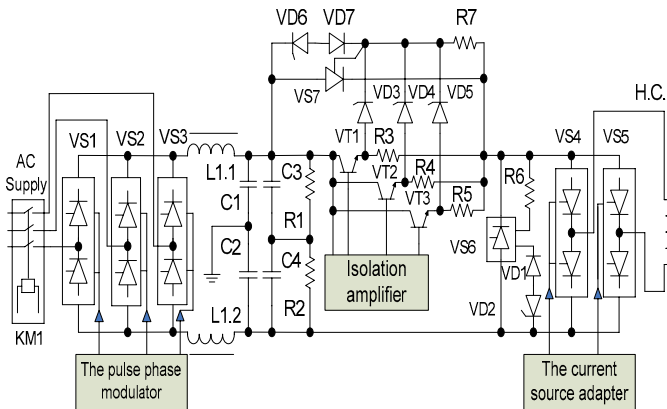 VD6 VD7
R7
VS7
VD3 VD4 VD5
H.C.
VS1 VS2 VS3
VT1 R3
VS4 VS5
AC
Supply
L1.1
C3
VT2 R4
R6
C1
VT3 R5
C2
R1
C4
VS6
VD1
Isolation
amplifier
R2
VD2
L1.2
KM1
The pulse phase
modulator
The current
source adapter